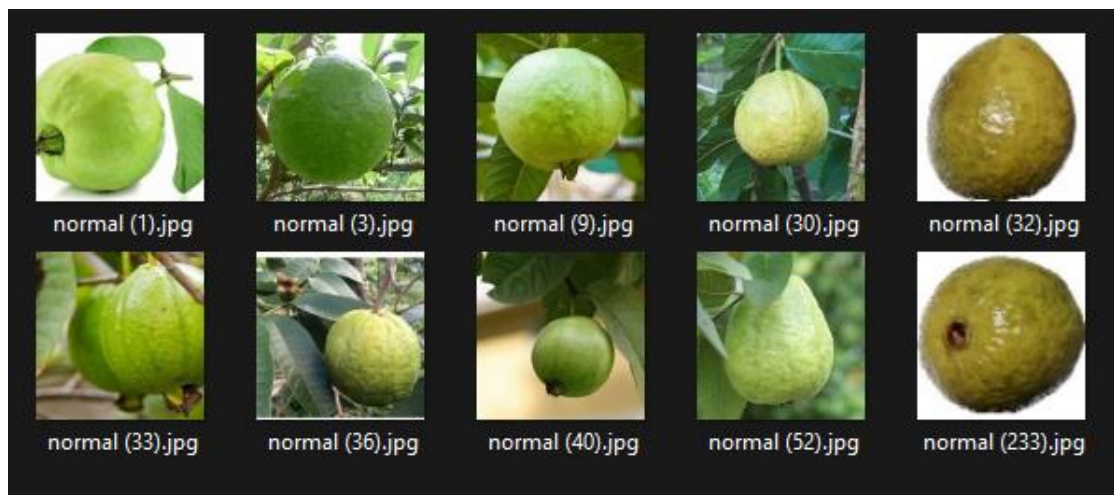 normal (1).jpg
normal (3).jpg
normal (9).jpg
normal (30).jpg
normal (32).jpg
normal (33).jpg
normal (36).jpg
normal (40).jpg
normal (52).jpg
normal (233).jpg